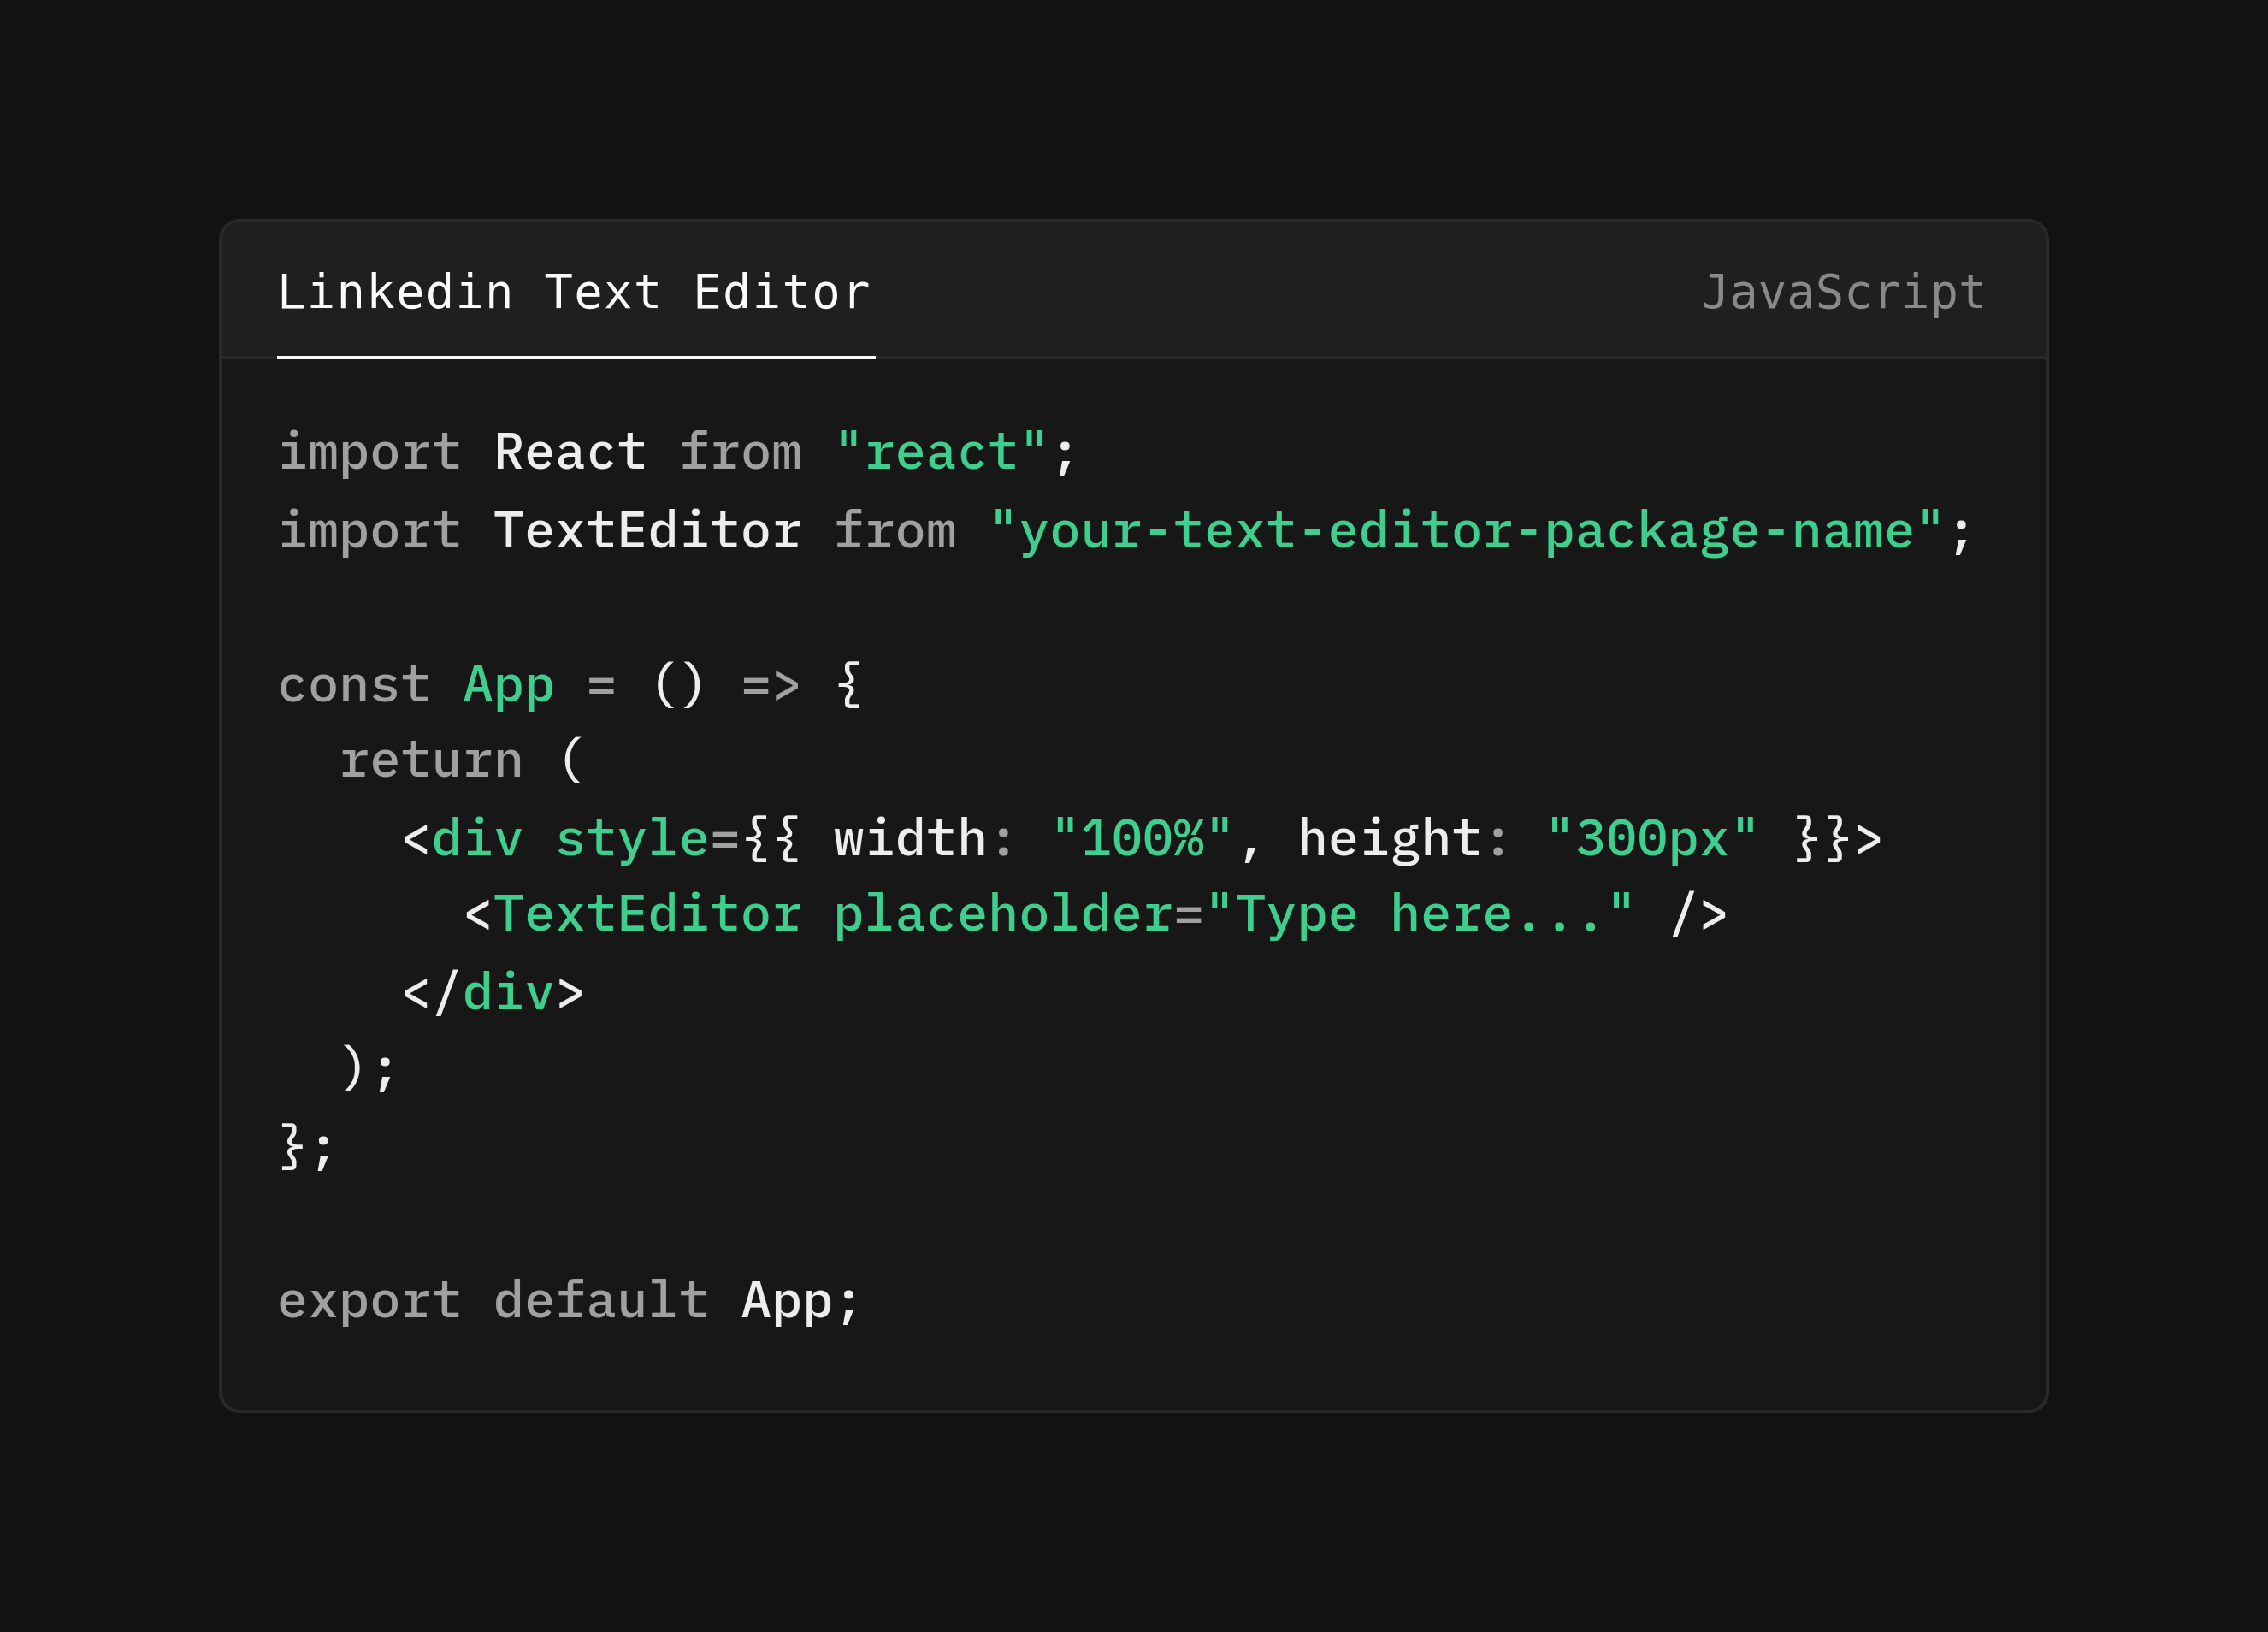 Linkedin Text Editor
JavaScript
import React from "react";
import TextEditor from "your-text-editor-package-name";

const App = () => {
  return (
    <div style={{ width: "100%", height: "300px" }}>
      <TextEditor placeholder="Type here..." />
    </div>
  );
};

export default App;